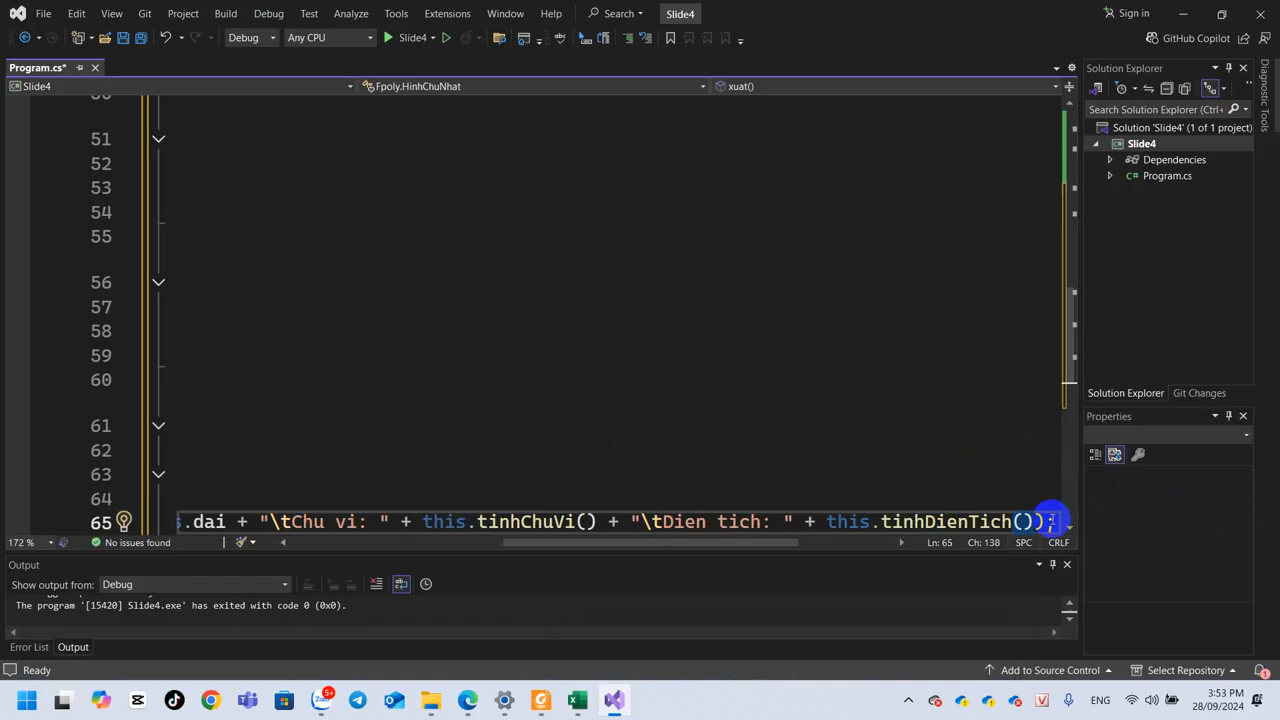 File Edit View Git Project Build Debug Test Analyze Tools Extensions Window Help Search Slide4 Sign in
Debug Any CPU Slide4 GitHub Copilot
Program.cs*
Slide4 Fpoly.HinhChuNhat xuat()
51
52
53
54
55
56
57
58
59
60
61
62
63
64
65 .dai + "\tChu vi: " + this.tinhChuVi() + "\tDien tich: " + this.tinhDienTich());
172 % No issues found Ln: 65 Ch: 138 SPC CRLF
Output
Show output from: Debug
The program '[15420] Slide4.exe' has exited with code 0 (0x0).
Error List Output
Solution Explorer
Search Solution Explorer (Ctrl+
Solution 'Slide4' (1 of 1 project)
Slide4
Dependencies
Program.cs
Solution Explorer Git Changes
Properties
Diagnostic Tools
Ready Add to Source Control Select Repository 1
5+ ENG 3:53 PM
28/09/2024